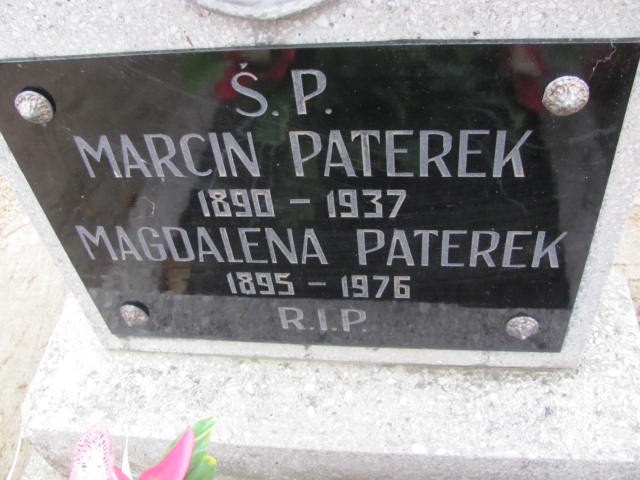 Ś.P.
MARCIN PATEREK
1890 - 1937
MAGDALENA PATEREK
1895 - 1976
R.I.P.